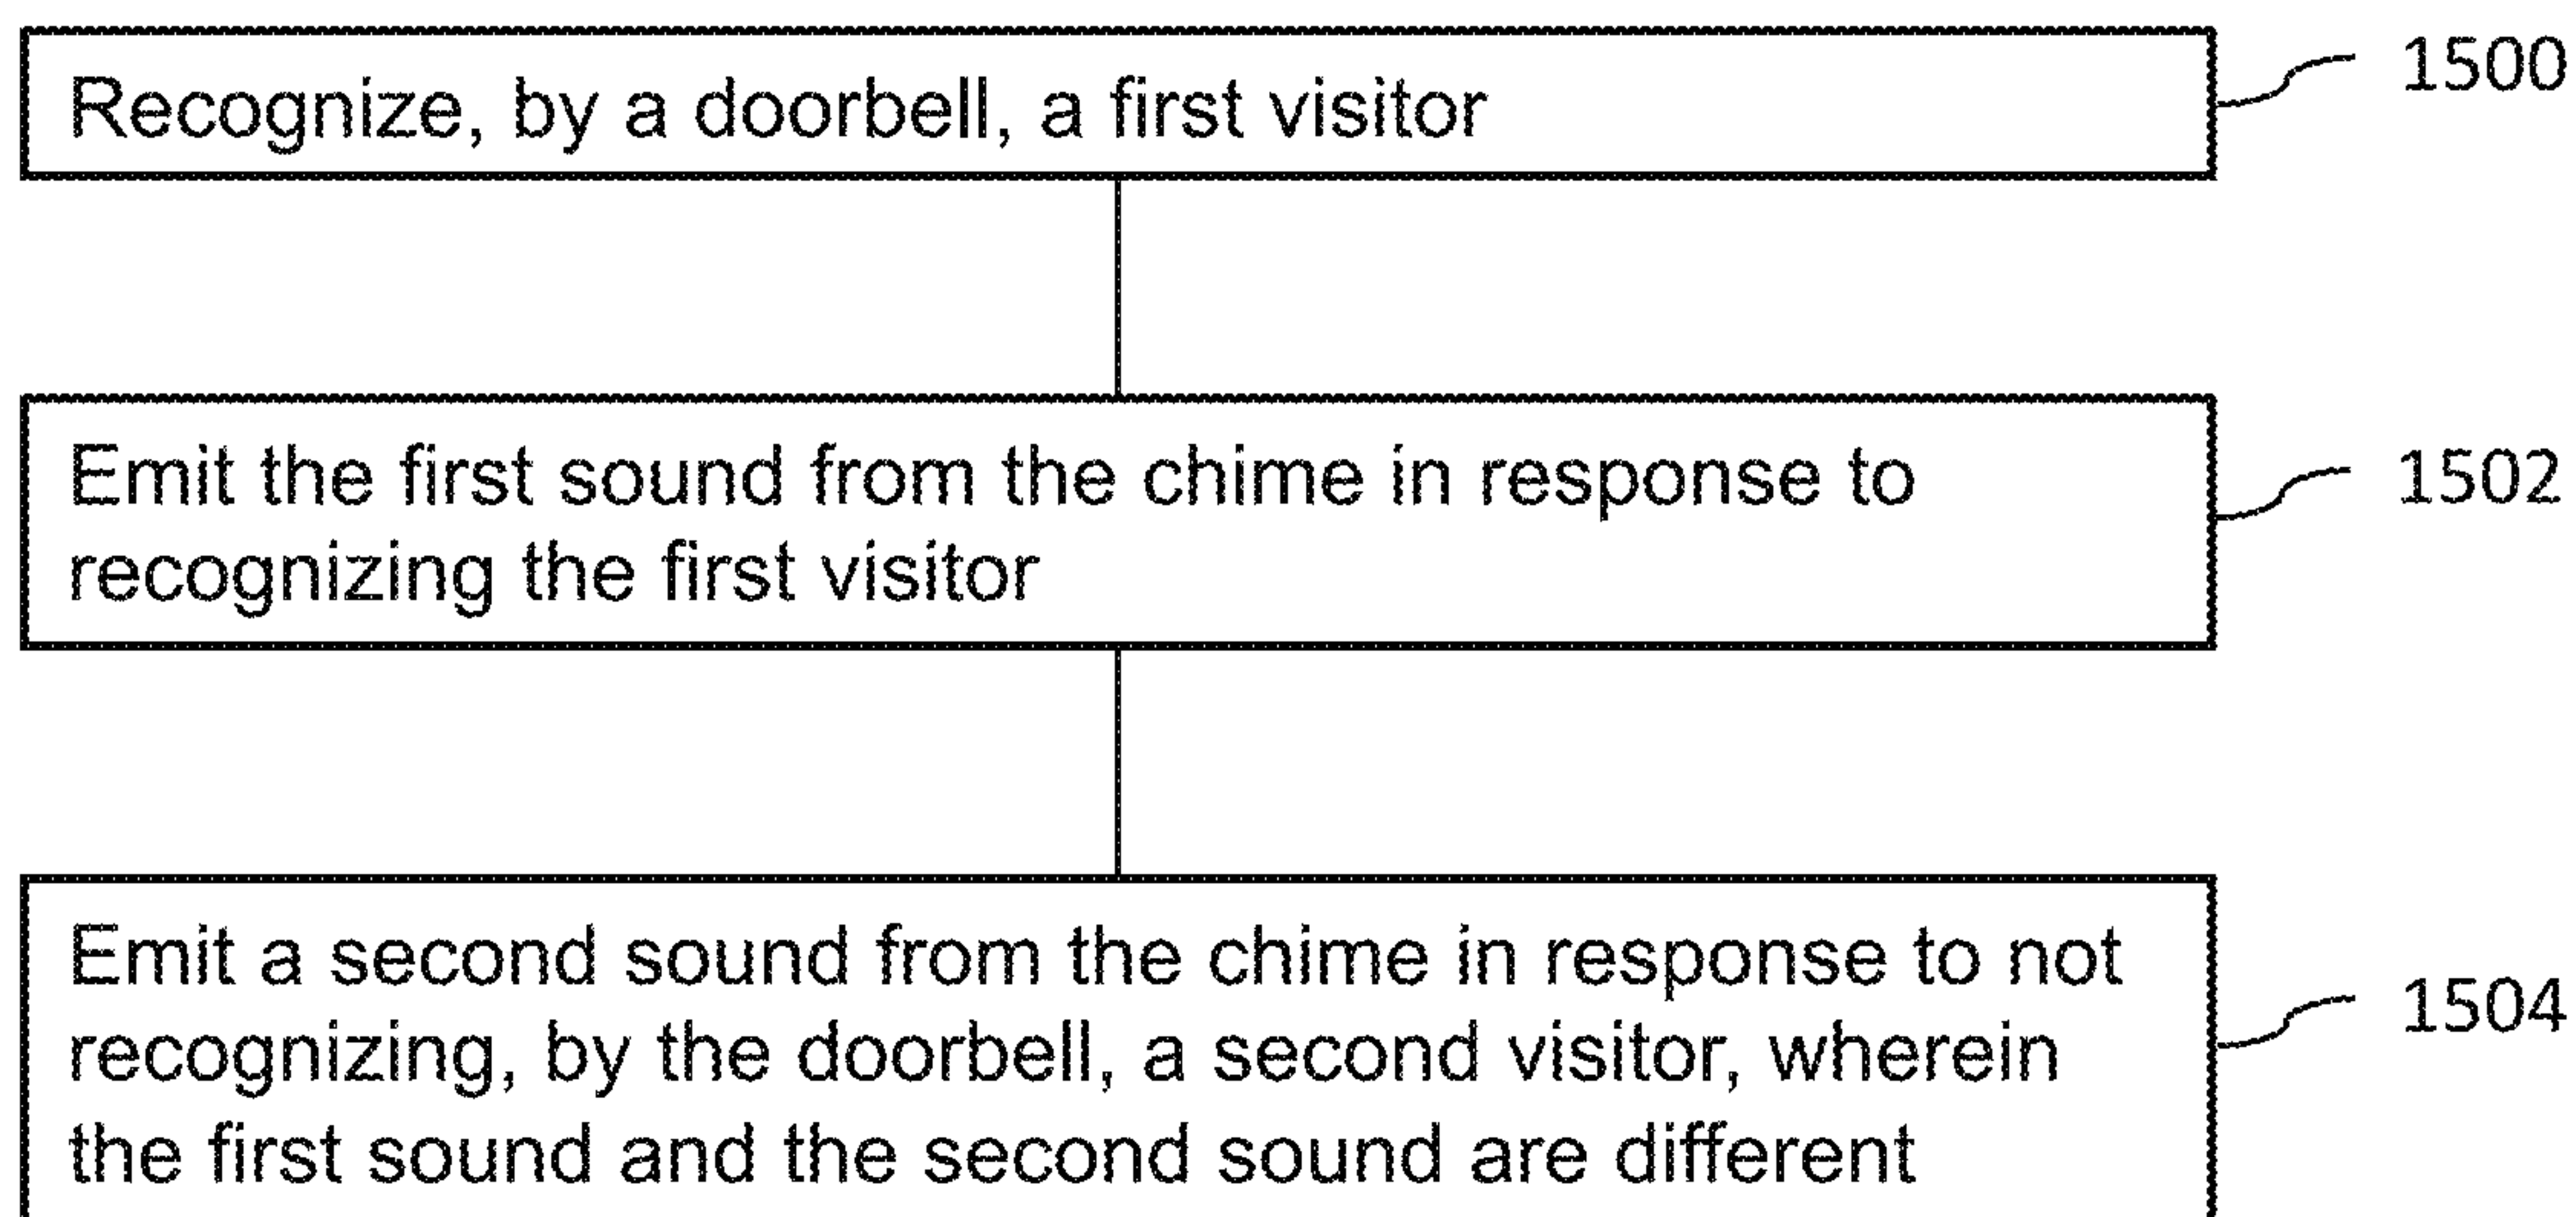 Recognize, by a doorbell, a first visitor
1500
Emit the first sound from the chime in response to
recognizing the first visitor
1502
Emit a second sound from the chime in response to not
recognizing, by the doorbell, a second visitor, wherein
the first sound and the second sound are different
1504